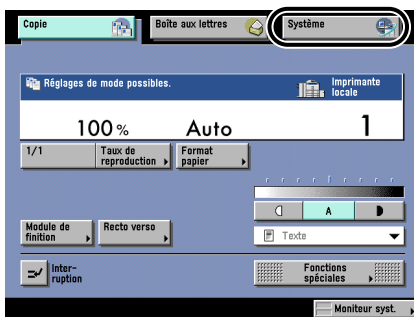 Copie
Boîte aux lettres
Système
Réglages de mode possibles.
Imprimante
locale
100% Auto 1
1/1
Taux de
reproduction
Format
papier
A
Module de
finition
Recto verso
Texte
Inter-
ruption
Fonctions
spéciales
Moniteur syst.